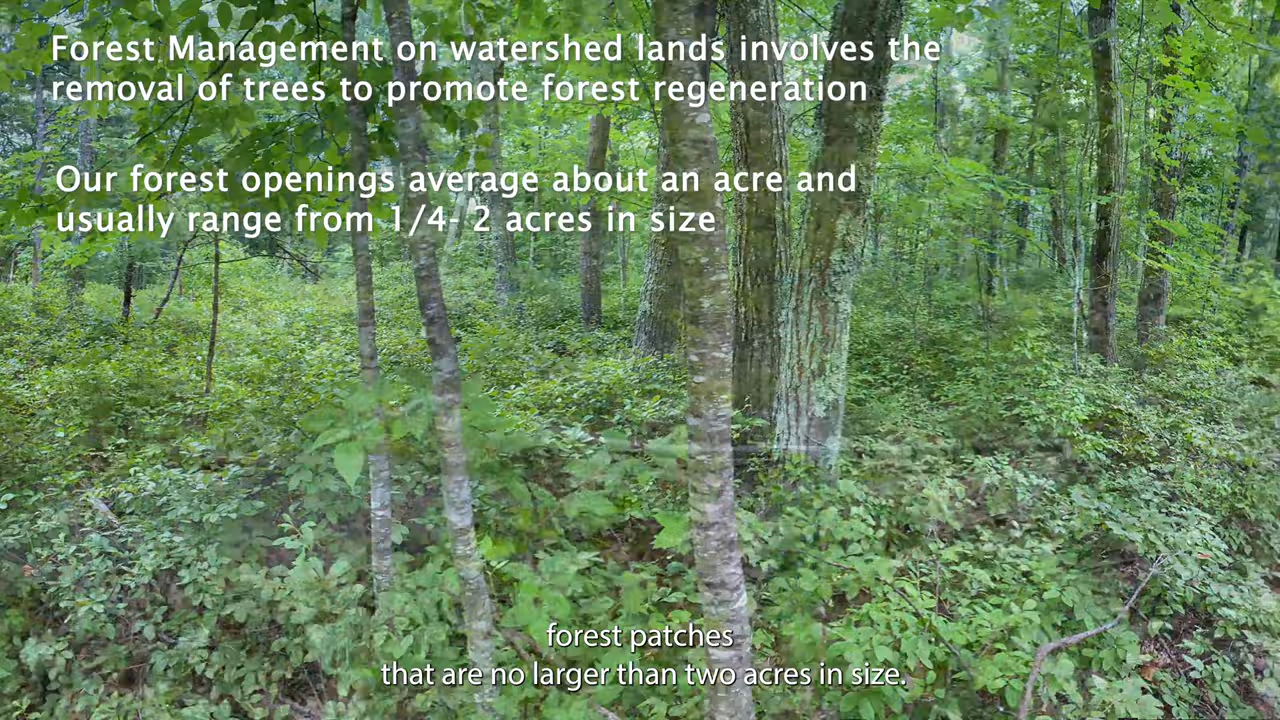 Forest Management on watershed lands involves the
removal of trees to promote forest regeneration
Our forest openings average about an acre and
usually range from 1/4- 2 acres in size
forest patches
that are no larger than two acres in size.